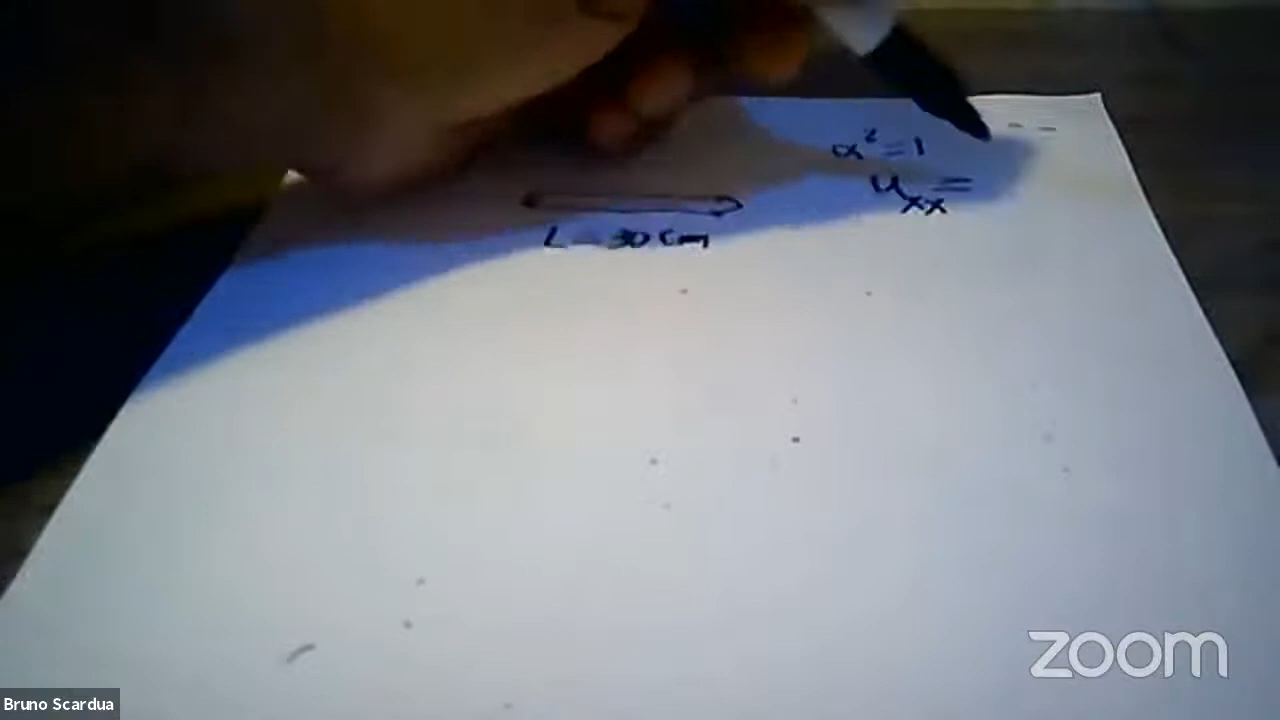 α² = 1
u_xx =
L = 30 cm
Bruno Scardua
zoom